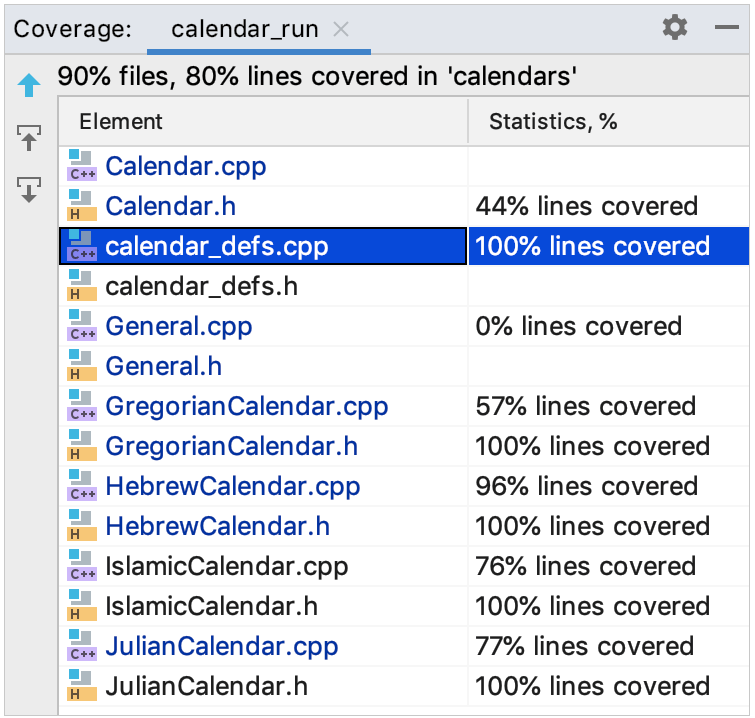 Coverage: calendar_run
90% files, 80% lines covered in 'calendars'
Element Statistics, %
C++ Calendar.cpp
H Calendar.h 44% lines covered
C++ calendar_defs.cpp 100% lines covered
H calendar_defs.h
C++ General.cpp 0% lines covered
H General.h
C++ GregorianCalendar.cpp 57% lines covered
H GregorianCalendar.h 100% lines covered
C++ HebrewCalendar.cpp 96% lines covered
H HebrewCalendar.h 100% lines covered
C++ IslamicCalendar.cpp 76% lines covered
H IslamicCalendar.h 100% lines covered
C++ JulianCalendar.cpp 77% lines covered
H JulianCalendar.h 100% lines covered